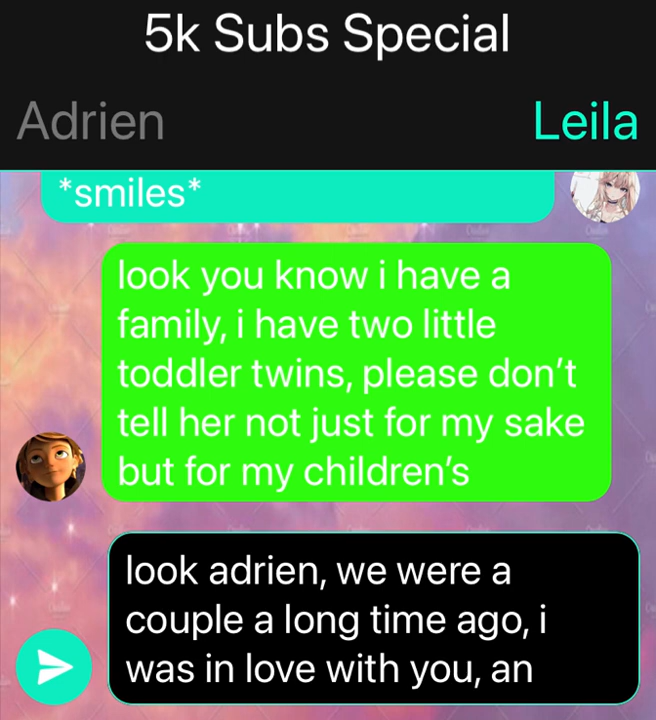 5k Subs Special
Adrien
Leila
*smiles*
look you know i have a
family, i have two little
toddler twins, please don't
tell her not just for my sake
but for my children's
look adrien, we were a
couple a long time ago, i
was in love with you, an